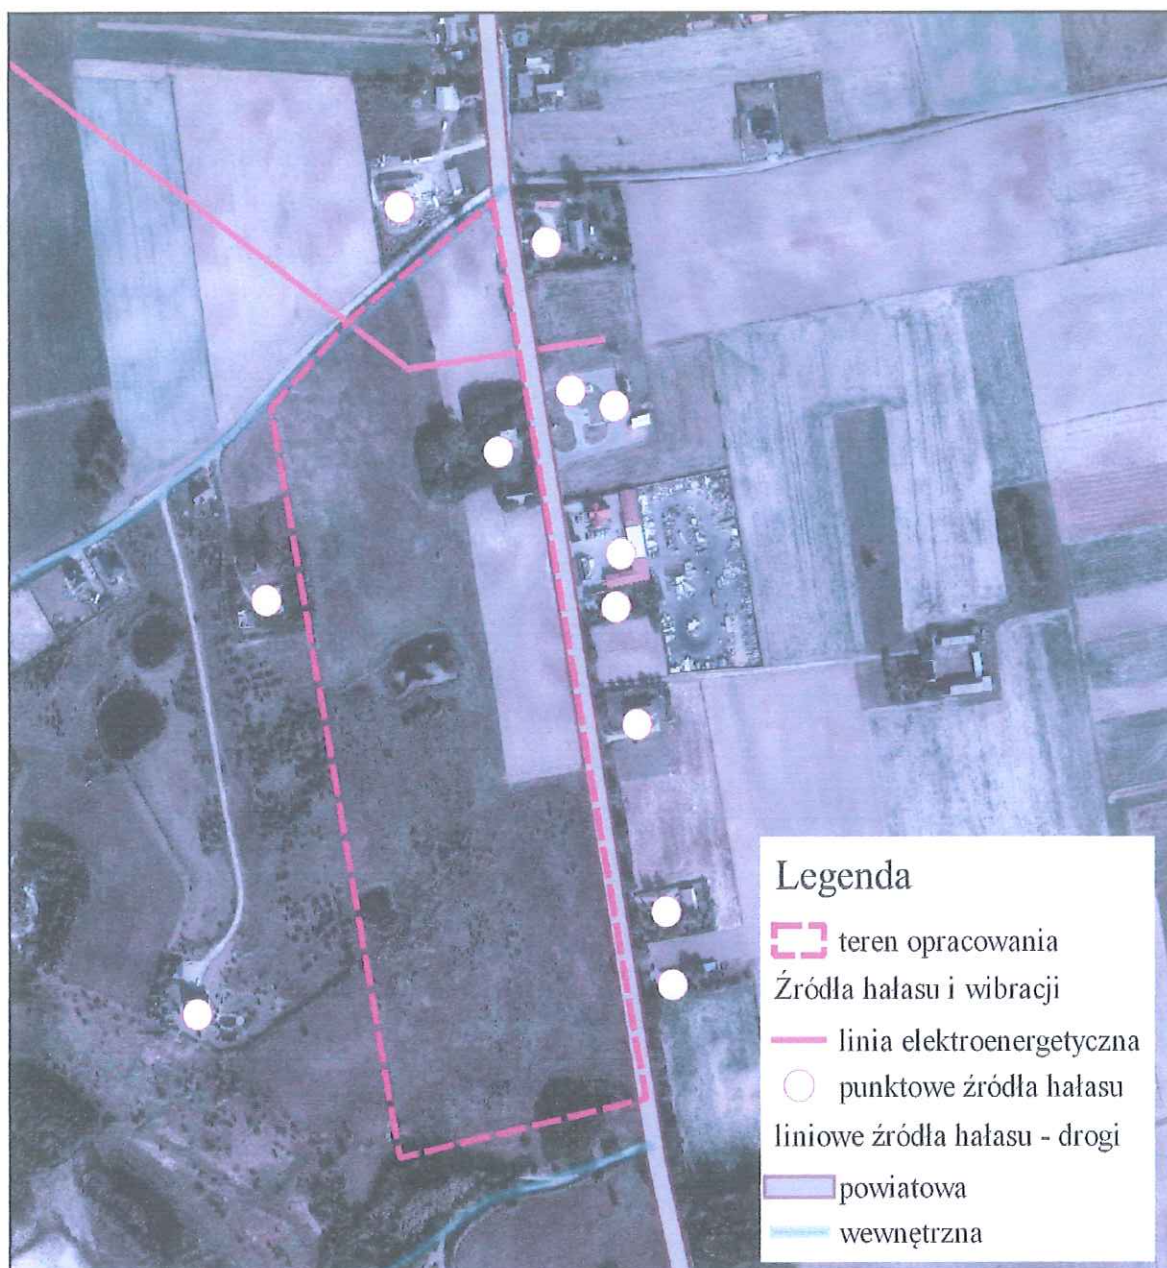 Legenda
teren opracowania
Źródła hałasu i wibracji
linia elektroenergetyczna
punktowe źródła hałasu
liniowe źródła hałasu - drogi
powiatowa
wewnętrzna